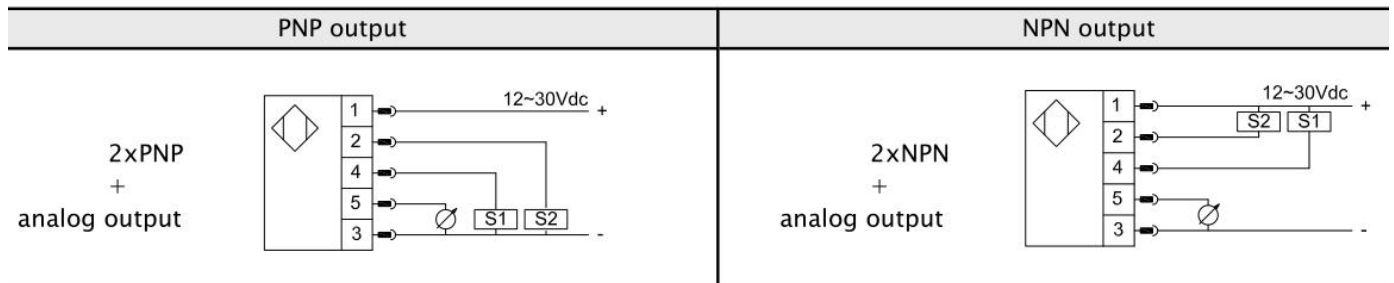 PNP output
NPN output
2xPNP
+
analog output
1
2
4
5
3
12~30Vdc
+
S1
S2
-
2xNPN
+
analog output
1
2
4
5
3
12~30Vdc
+
S2
S1
-